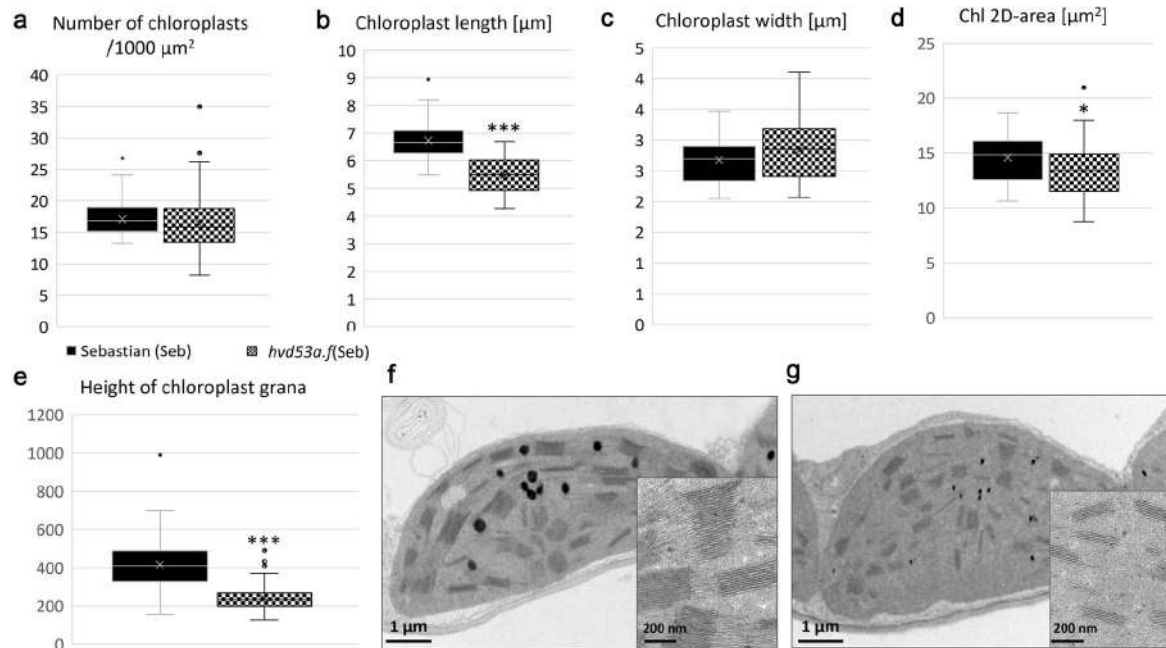 a
Number of chloroplasts
/1000 µm²
40
35
30
25
20
15
10
5
0
b
Chloroplast length [µm]
10
9
8
7
6
5
4
3
2
1
0
***
c
Chloroplast width [µm]
5
4
4
3
3
2
2
1
1
0
d
Chl 2D-area [µm²]
25
20
15
10
5
0
*
Sebastian (Seb)
hvd53a.f(Seb)
e
Height of chloroplast grana
1200
1000
800
600
400
200
0
***
f
1 µm
200 nm
g
1 µm
200 nm